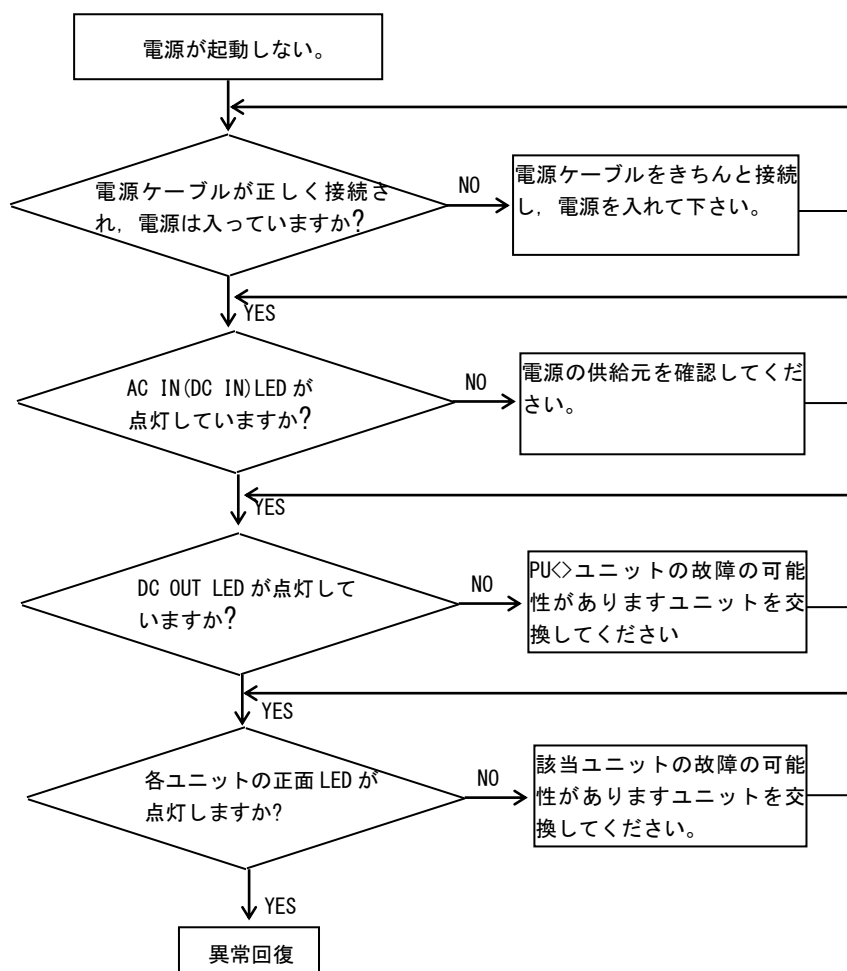 電源が起動しない。
電源ケーブルが正しく接続さ
れ，電源は入っていますか?
NO
電源ケーブルをきちんと接続
し，電源を入れて下さい。
YES
AC IN(DC IN)LEDが
点灯していますか?
NO
電源の供給元を確認してくだ
さい。
YES
DC OUT LEDが点灯して
いますか?
NO
PU<>ユニットの故障の可能
性がありますユニットを交
換してください
YES
各ユニットの正面LEDが
点灯しますか?
NO
該当ユニットの故障の可能
性がありますユニットを交
換してください。
YES
異常回復